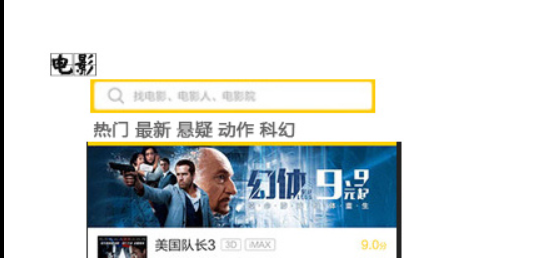 电影
找电影、电影人、电影院
热门 最新 悬疑 动作 科幻
幻体 9.9元起
美国队长3 3D IMAX 9.0分